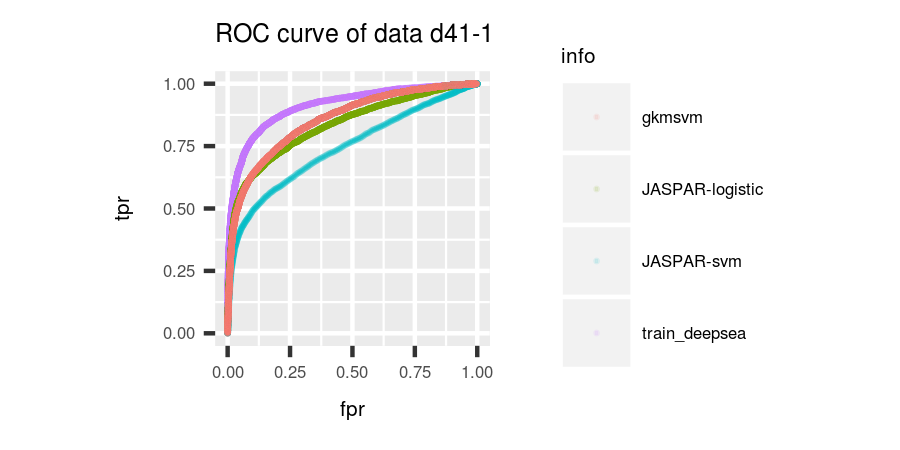 ROC curve of data d41-1
info
1.00
0.75
0.50
0.25
0.00
tpr
0.00 0.25 0.50 0.75 1.00
fpr
gkmsvm
JASPAR-logistic
JASPAR-svm
train_deepsea